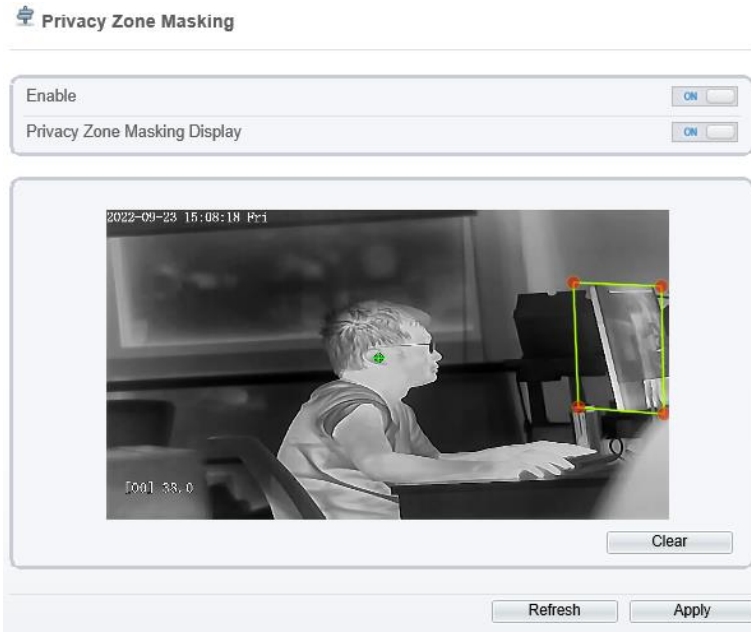 Privacy Zone Masking
Enable
ON
Privacy Zone Masking Display
ON
2022-09-23 15:08:18 Fri
[00] 38.0
Clear
Refresh
Apply